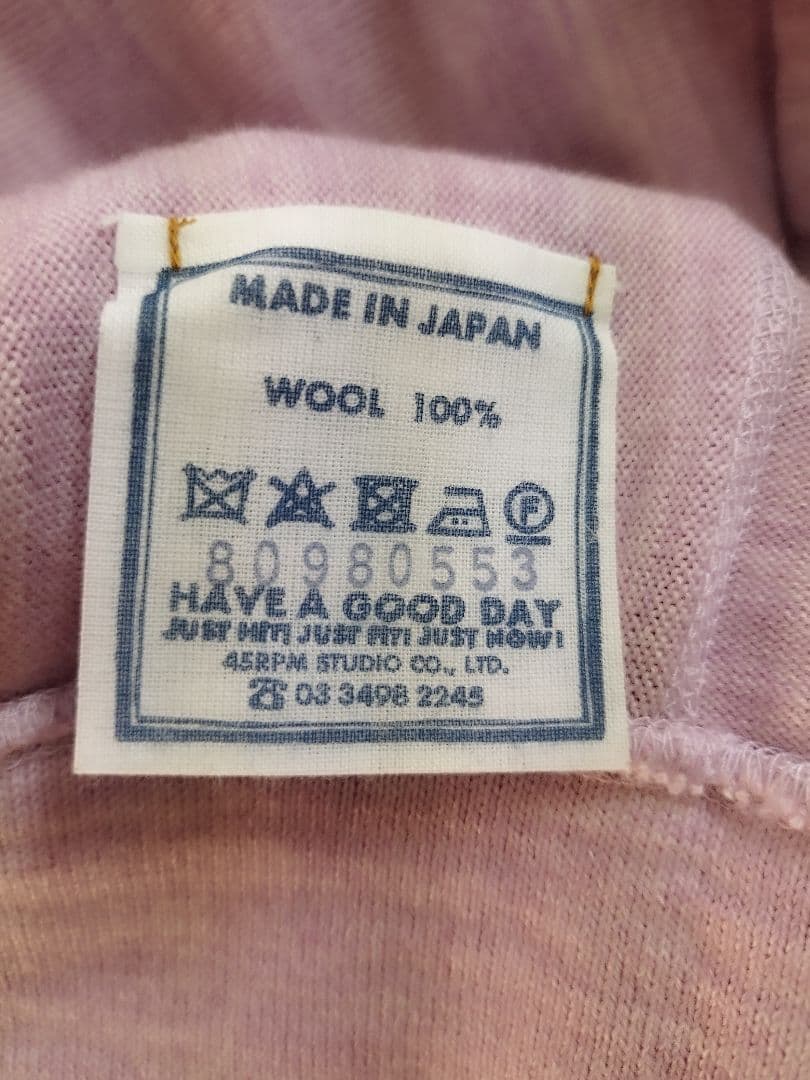 MADE IN JAPAN
WOOL 100%
P
80980553
HAVE A GOOD DAY
JUST HIT! JUST FIT! JUST NOW!
45RPM STUDIO CO., LTD.
☎ 03 3498 2245